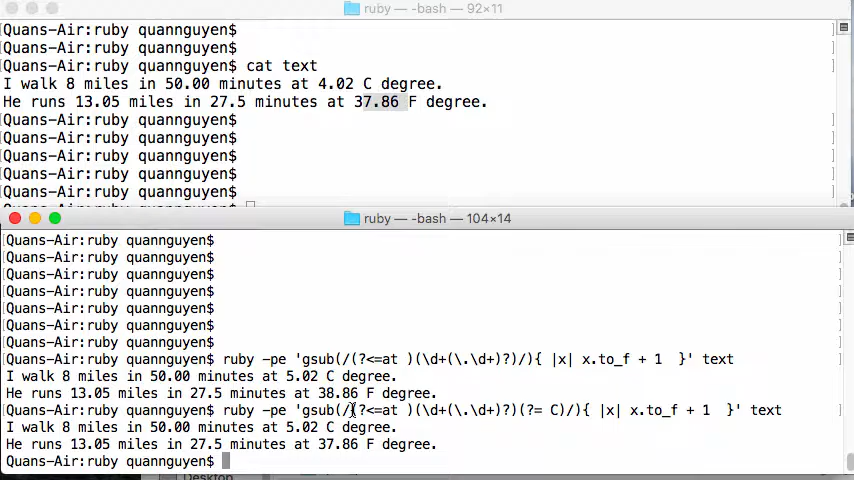 ruby — -bash — 92×11
Quans-Air:ruby quannguyen$
Quans-Air:ruby quannguyen$
Quans-Air:ruby quannguyen$ cat text
I walk 8 miles in 50.00 minutes at 4.02 C degree.
He runs 13.05 miles in 27.5 minutes at 37.86 F degree.
Quans-Air:ruby quannguyen$
Quans-Air:ruby quannguyen$
Quans-Air:ruby quannguyen$
Quans-Air:ruby quannguyen$
Quans-Air:ruby quannguyen$
ruby — -bash — 104×14
Quans-Air:ruby quannguyen$
Quans-Air:ruby quannguyen$
Quans-Air:ruby quannguyen$
Quans-Air:ruby quannguyen$
Quans-Air:ruby quannguyen$
Quans-Air:ruby quannguyen$
Quans-Air:ruby quannguyen$
Quans-Air:ruby quannguyen$ ruby -pe 'gsub(/(?<=at )(\d+(\.\d+)?)/){ |x| x.to_f + 1  }' text
I walk 8 miles in 50.00 minutes at 5.02 C degree.
He runs 13.05 miles in 27.5 minutes at 38.86 F degree.
Quans-Air:ruby quannguyen$ ruby -pe 'gsub(/(?<=at )(\d+(\.\d+)?)(?= C)/){ |x| x.to_f + 1  }' text
I walk 8 miles in 50.00 minutes at 5.02 C degree.
He runs 13.05 miles in 27.5 minutes at 37.86 F degree.
Quans-Air:ruby quannguyen$
Desktop